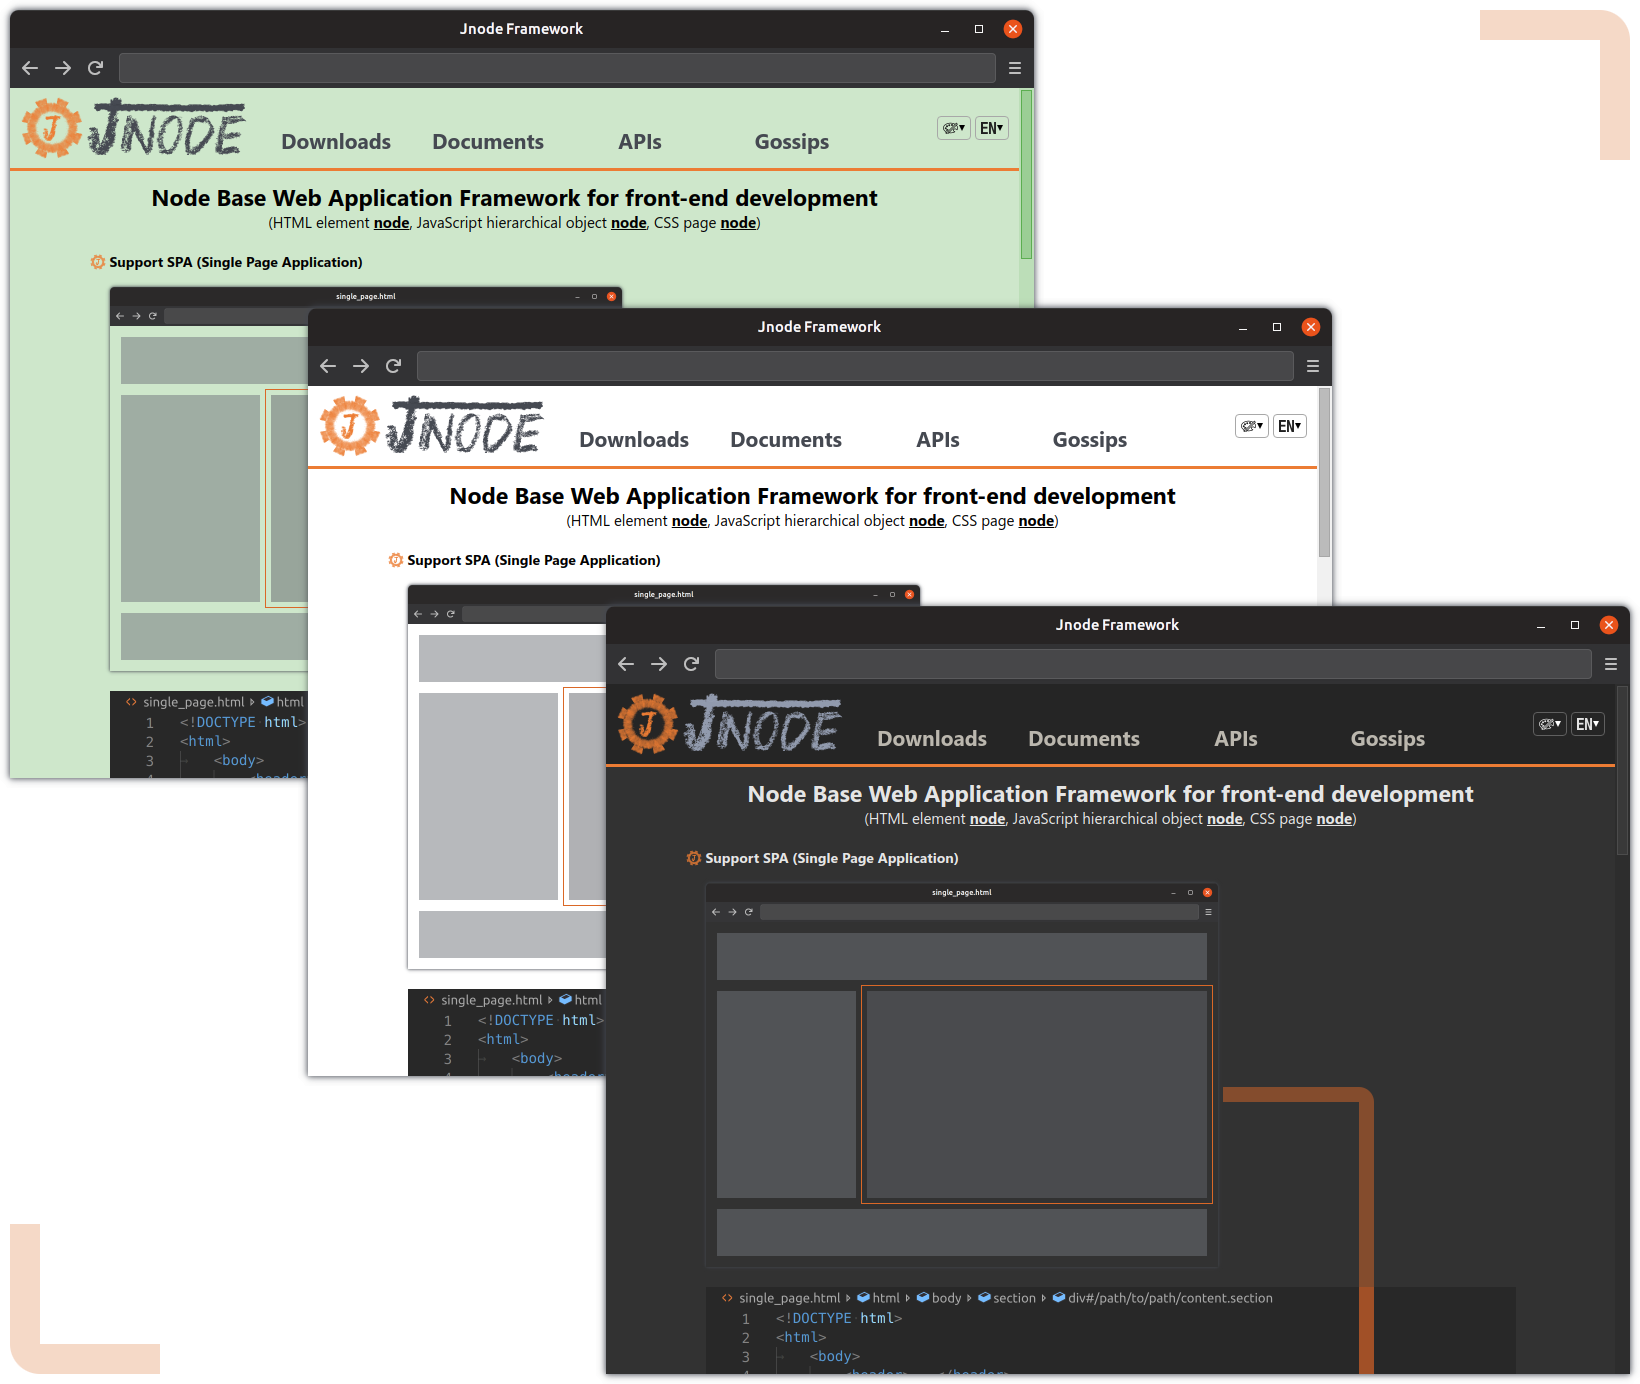 Jnode Framework
JNODE
Downloads Documents APIs Gossips
EN▾
Node Base Web Application Framework for front-end development
(HTML element node, JavaScript hierarchical object node, CSS page node)
Support SPA (Single Page Application)
single_page.html
single_page.html html
1 <!DOCTYPE html>
2 <html>
3 <body>
4 <header
Jnode Framework
JNODE
Downloads Documents APIs Gossips
EN▾
Node Base Web Application Framework for front-end development
(HTML element node, JavaScript hierarchical object node, CSS page node)
Support SPA (Single Page Application)
single_page.html
single_page.html html
1 <!DOCTYPE html>
2 <html>
3 <body>
4 <header
Jnode Framework
JNODE
Downloads Documents APIs Gossips
EN▾
Node Base Web Application Framework for front-end development
(HTML element node, JavaScript hierarchical object node, CSS page node)
Support SPA (Single Page Application)
single_page.html
single_page.html html body section div#/path/to/path/content.section
1 <!DOCTYPE html>
2 <html>
3 <body>
4 <header> </header>